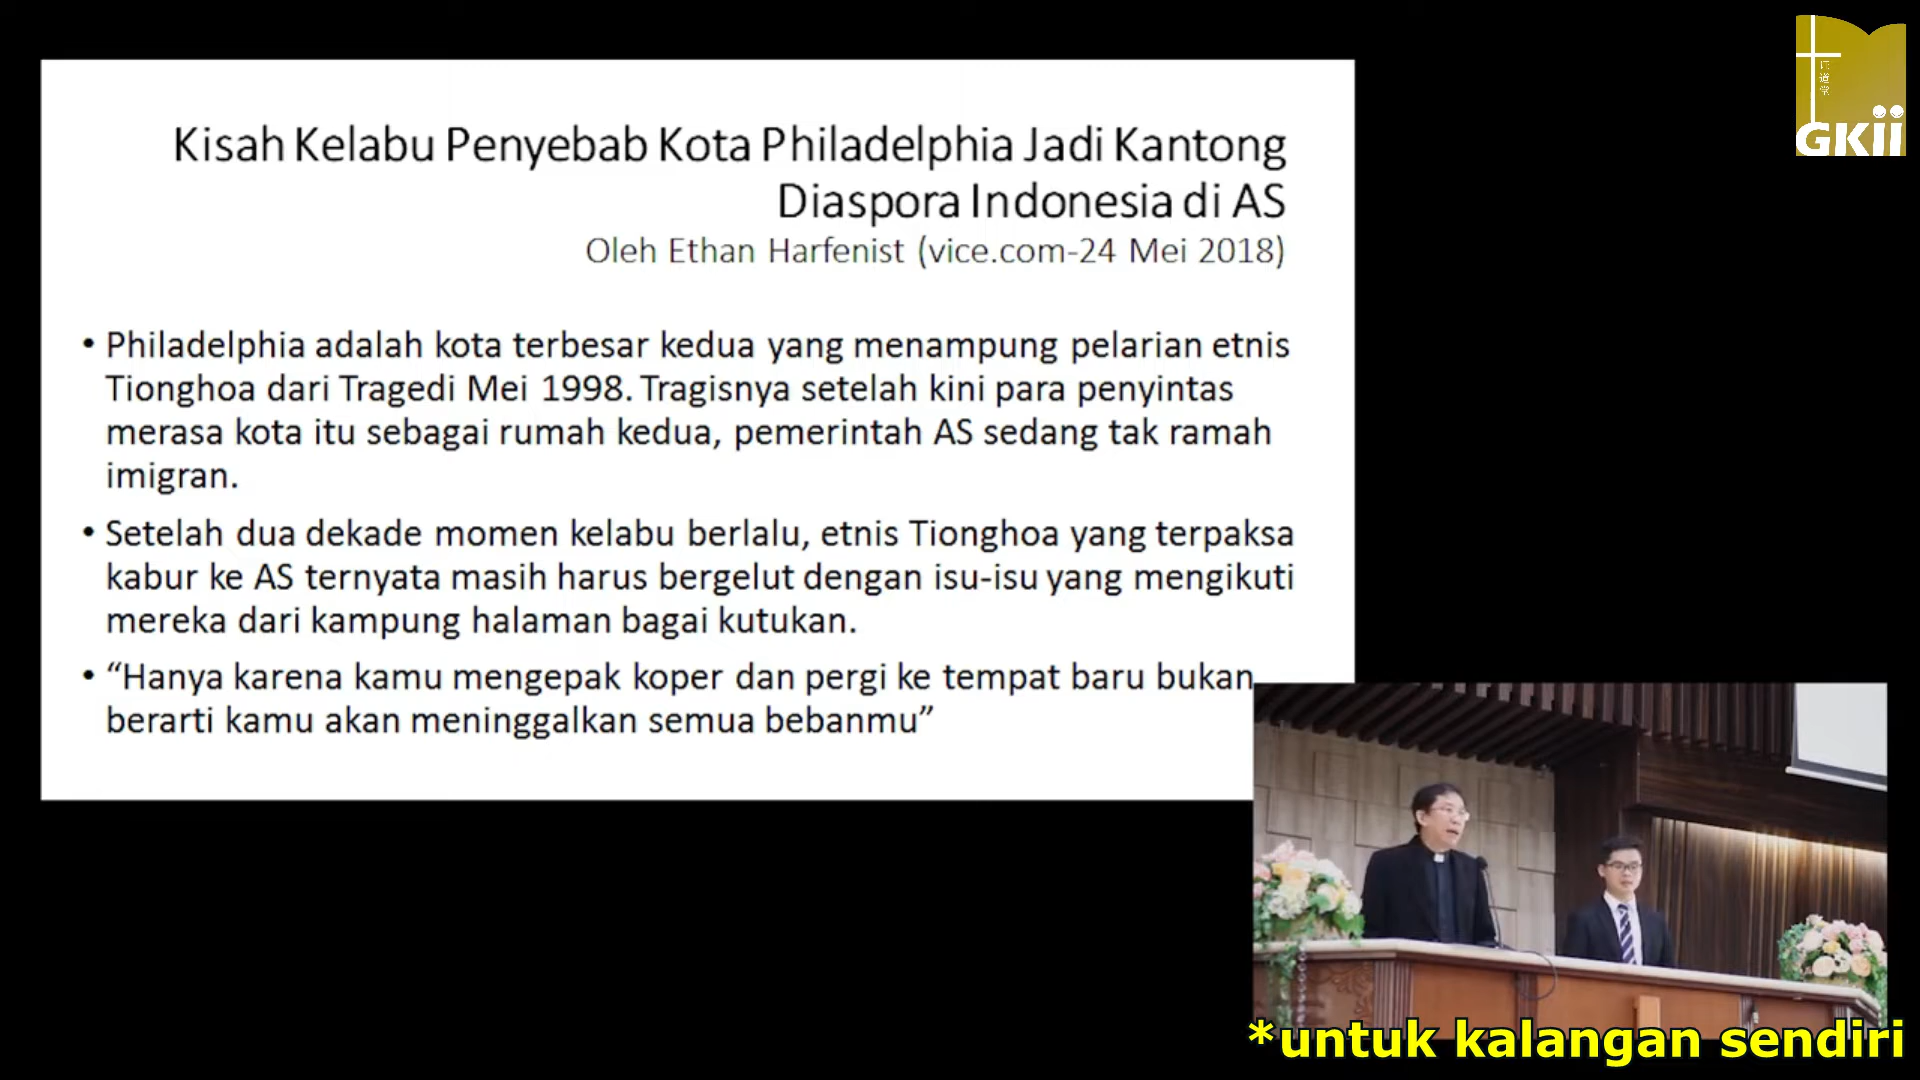 Kisah Kelabu Penyebab Kota Philadelphia Jadi Kantong
Diaspora Indonesia di AS
Oleh Ethan Harfenist (vice.com-24 Mei 2018)
• Philadelphia adalah kota terbesar kedua yang menampung pelarian etnis
Tionghoa dari Tragedi Mei 1998. Tragisnya setelah kini para penyintas
merasa kota itu sebagai rumah kedua, pemerintah AS sedang tak ramah
imigran.
• Setelah dua dekade momen kelabu berlalu, etnis Tionghoa yang terpaksa
kabur ke AS ternyata masih harus bergelut dengan isu-isu yang mengikuti
mereka dari kampung halaman bagai kutukan.
• “Hanya karena kamu mengepak koper dan pergi ke tempat baru bukan
berarti kamu akan meninggalkan semua bebanmu”
GKII
*untuk kalangan sendiri